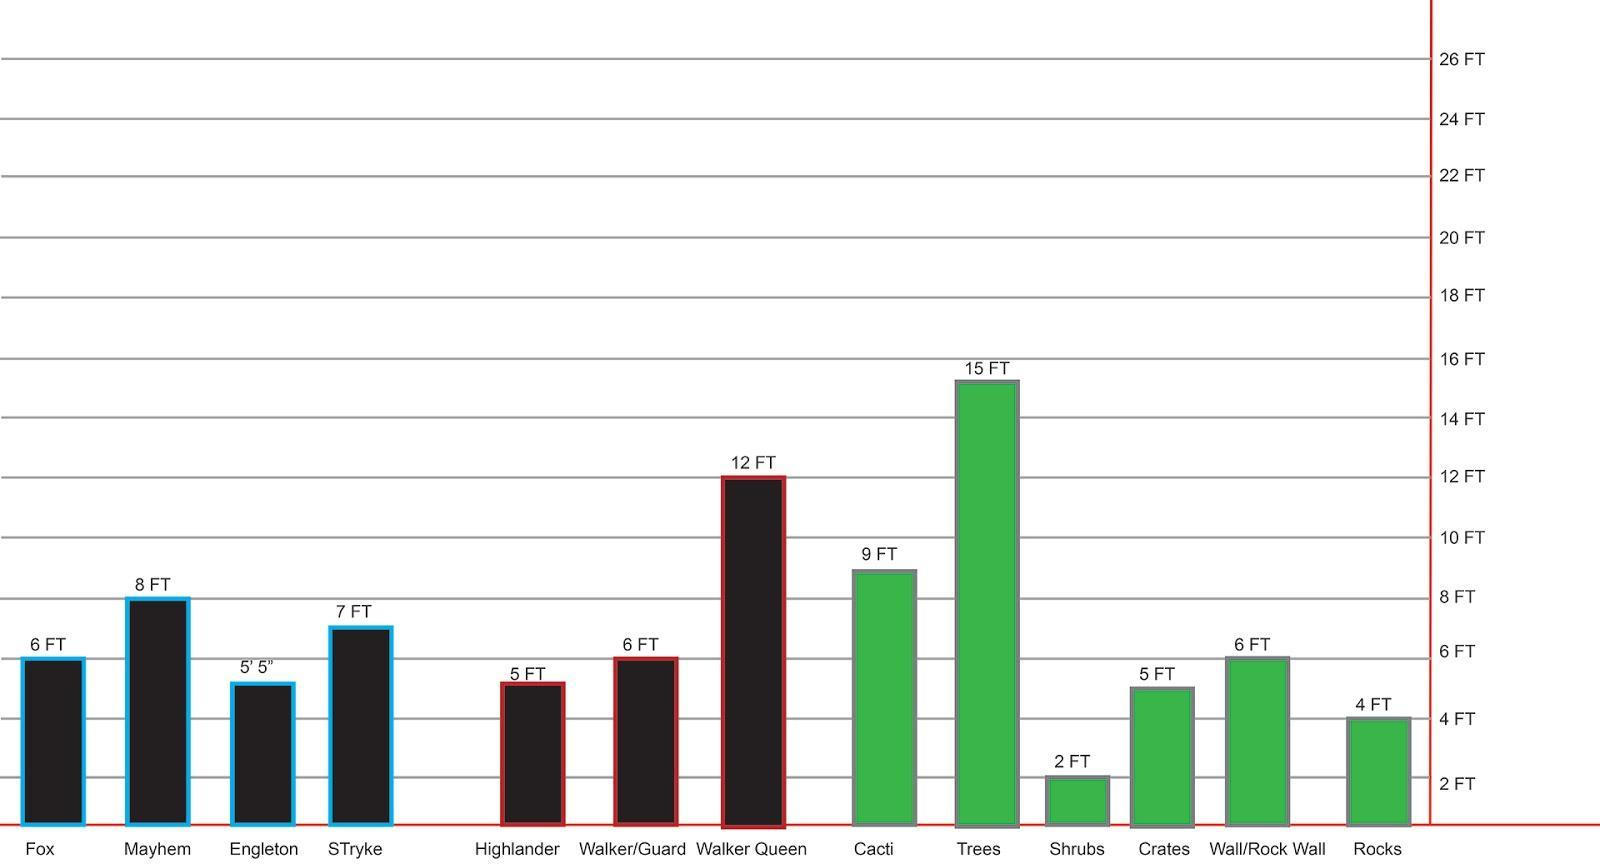 26 FT
24 FT
22 FT
20 FT
18 FT
16 FT
15 FT
14 FT
12 FT
12 FT
10 FT
9 FT
8 FT
8 FT
7 FT
6 FT
6 FT
6 FT
6 FT
5’ 5”
5 FT
5 FT
4 FT
4 FT
2 FT
2 FT
Fox Mayhem Engleton STryke Highlander Walker/Guard Walker Queen Cacti Trees Shrubs Crates Wall/Rock Wall Rocks